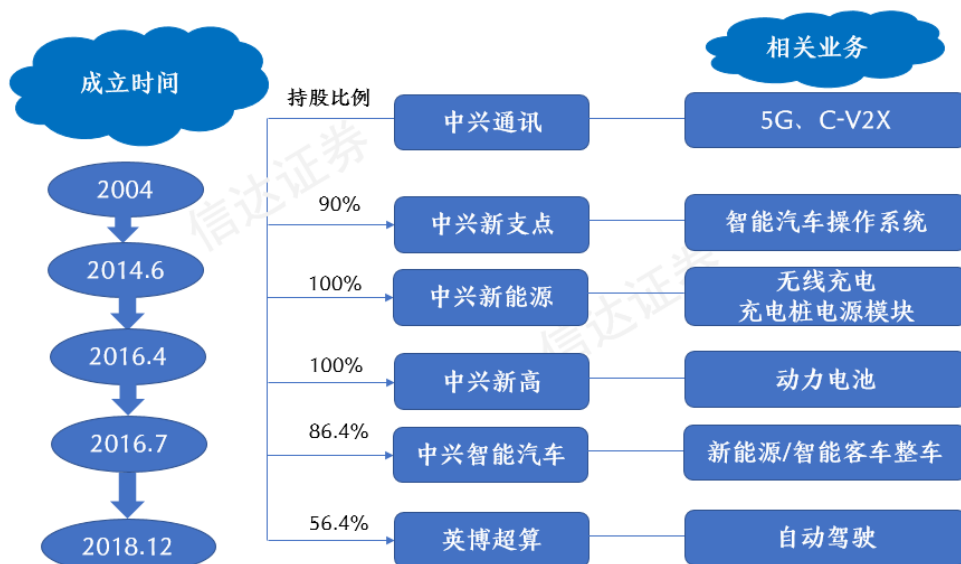 成立时间
相关业务
持股比例
中兴通讯
5G、C-V2X
2004
90%
中兴新支点
智能汽车操作系统
2014.6
100%
中兴新能源
无线充电
充电桩电源模块
2016.4
100%
中兴新高
动力电池
2016.7
86.4%
中兴智能汽车
新能源/智能客车整车
2018.12
56.4%
英博超算
自动驾驶
信达证券
信达证券